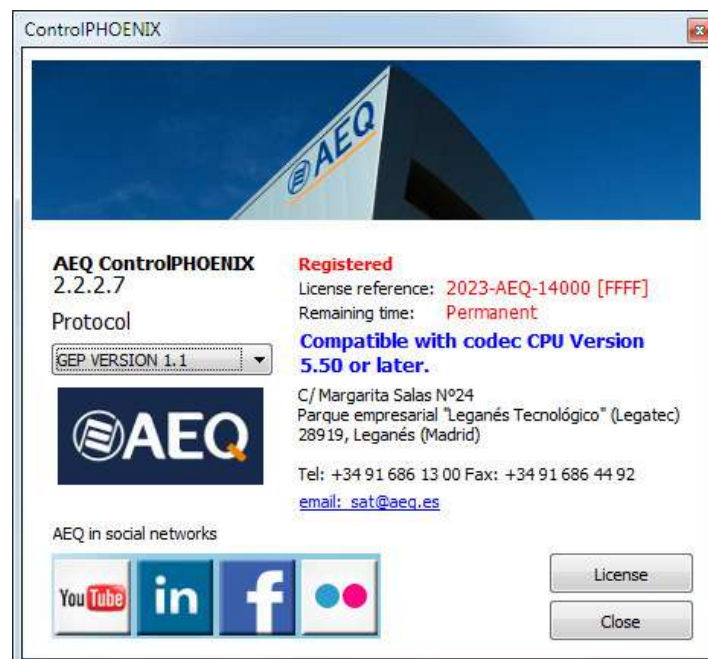 ControlPHOENIX
AEQ
AEQ ControlPHOENIX
2.2.2.7
Protocol
GEP VERSION 1.1
AEQ
Registered
License reference: 2023-AEQ-14000 [FFFF]
Remaining time: Permanent
Compatible with codec CPU Version
5.50 or later.
C/ Margarita Salas Nº24
Parque empresarial "Leganés Tecnológico" (Legatec)
28919, Leganés (Madrid)
Tel: +34 91 686 13 00 Fax: +34 91 686 44 92
email: sat@aeq.es
AEQ in social networks
You Tube
in
f
License
Close